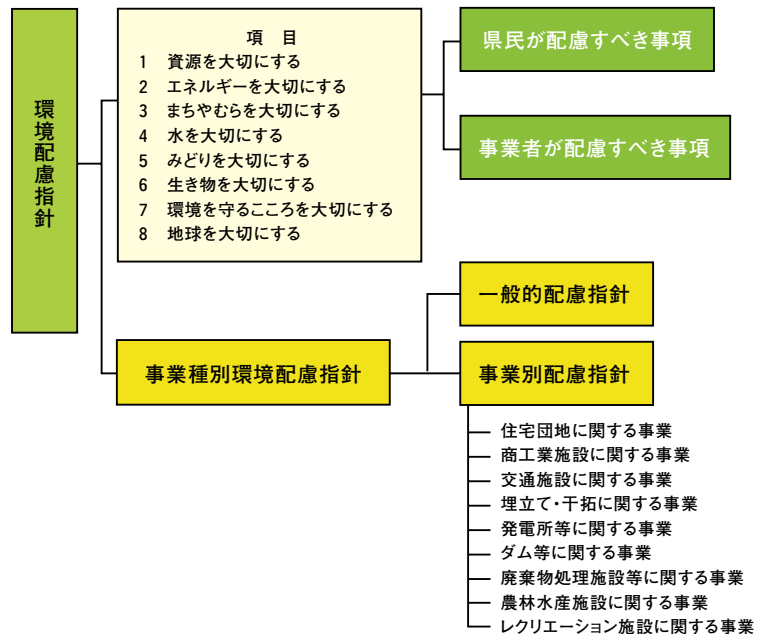 環境配慮指針
項 目
1 資源を大切にする
2 エネルギーを大切にする
3 まちやむらを大切にする
4 水を大切にする
5 みどりを大切にする
6 生き物を大切にする
7 環境を守るこころを大切にする
8 地球を大切にする
県民が配慮すべき事項
事業者が配慮すべき事項
事業種別環境配慮指針
一般的配慮指針
事業別配慮指針
住宅団地に関する事業
商工業施設に関する事業
交通施設に関する事業
埋立て・干拓に関する事業
発電所等に関する事業
ダム等に関する事業
廃棄物処理施設等に関する事業
農林水産施設に関する事業
レクリエーション施設に関する事業